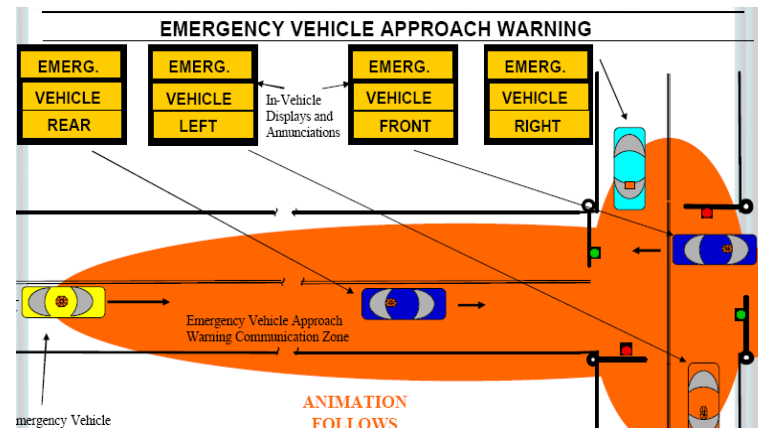 EMERGENCY VEHICLE APPROACH WARNING
EMERG.
VEHICLE
REAR
EMERG.
VEHICLE
LEFT
In-Vehicle
Displays and
Annunciations
EMERG.
VEHICLE
FRONT
EMERG.
VEHICLE
RIGHT
Emergency Vehicle Approach
Warning Communication Zone
mergency Vehicle
ANIMATION
FOLLOWS